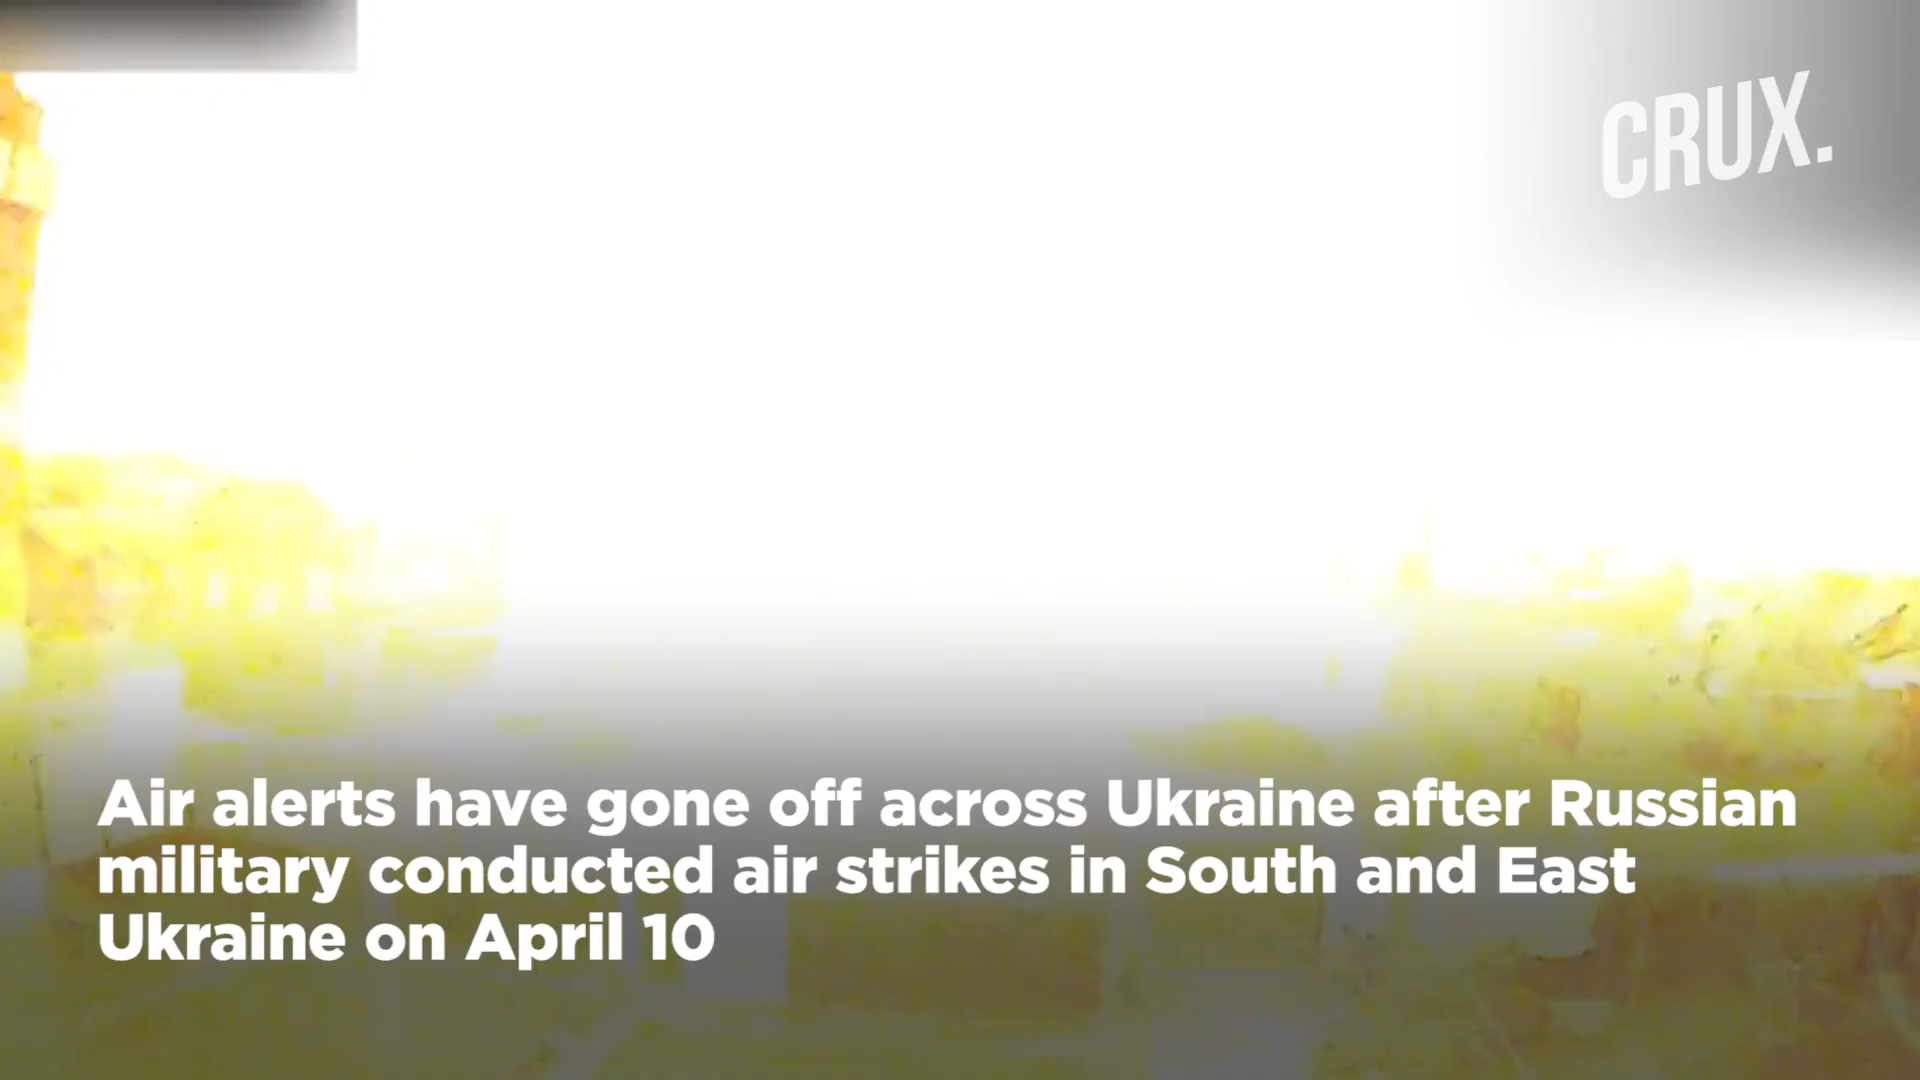 CRUX.
Air alerts have gone off across Ukraine after Russian
military conducted air strikes in South and East
Ukraine on April 10